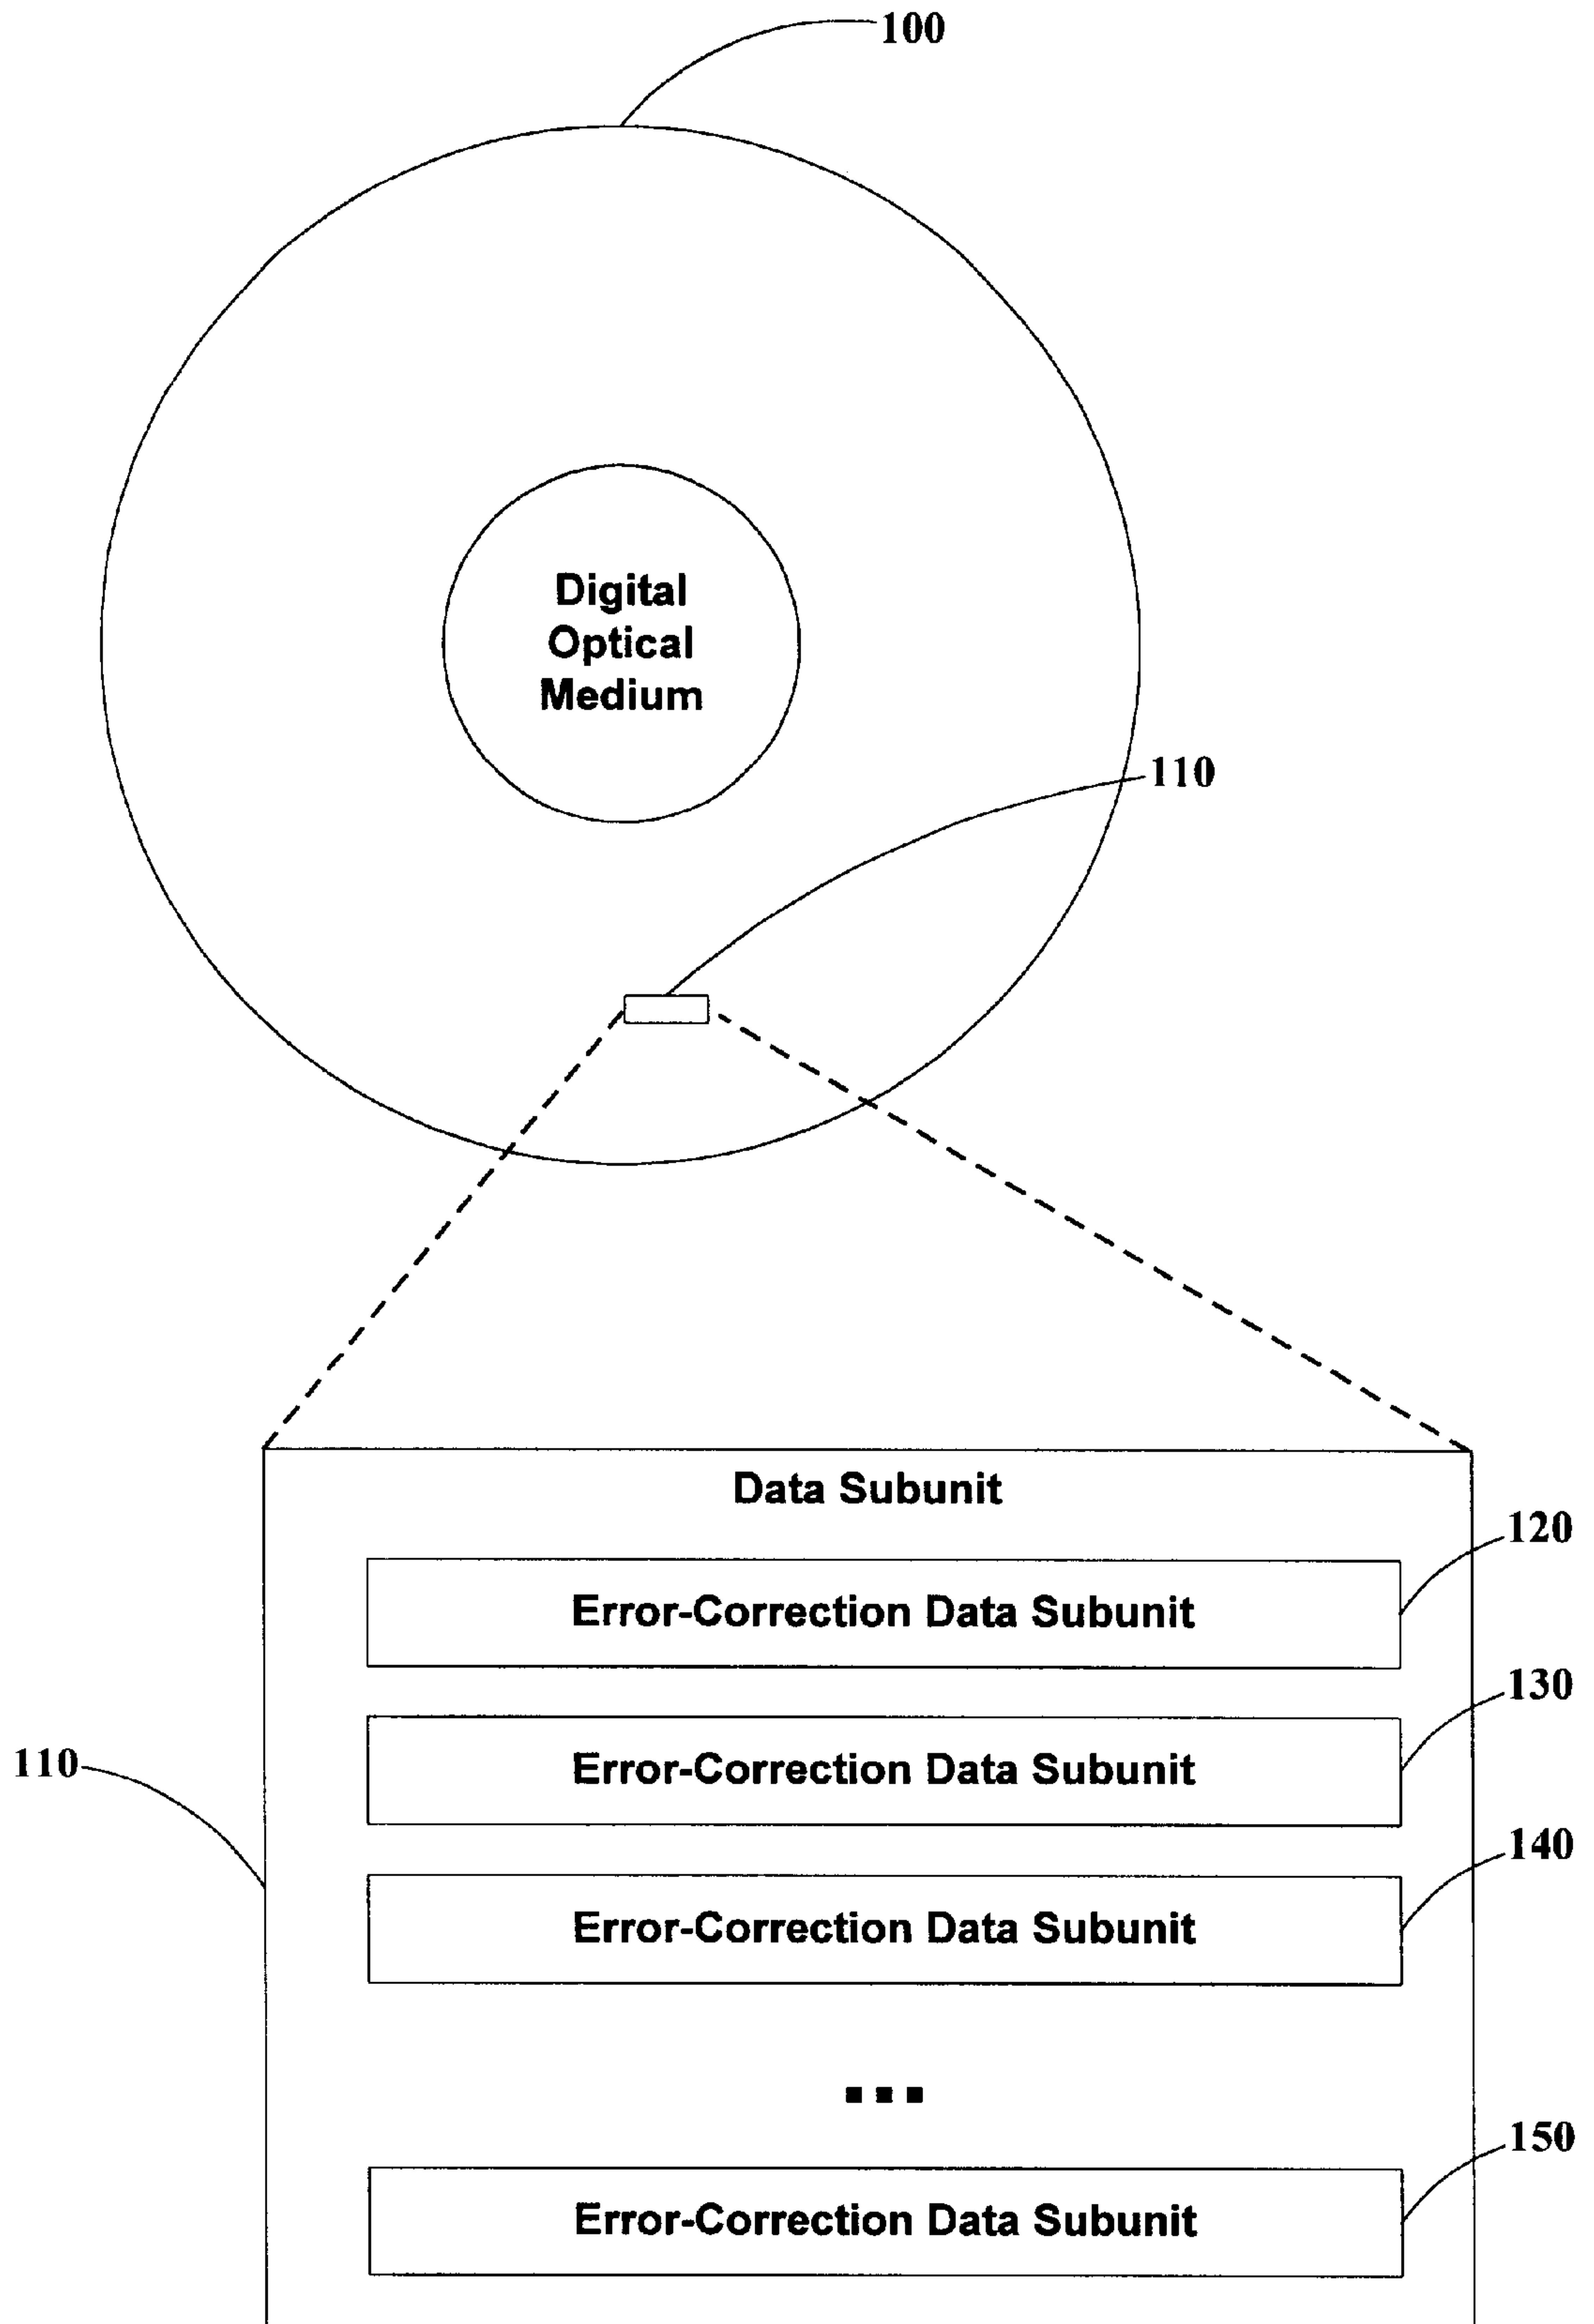 100
Digital
Optical
Medium
110
Data Subunit
120
Error-Correction Data Subunit
130
Error-Correction Data Subunit
110
140
Error-Correction Data Subunit
...
150
Error-Correction Data Subunit